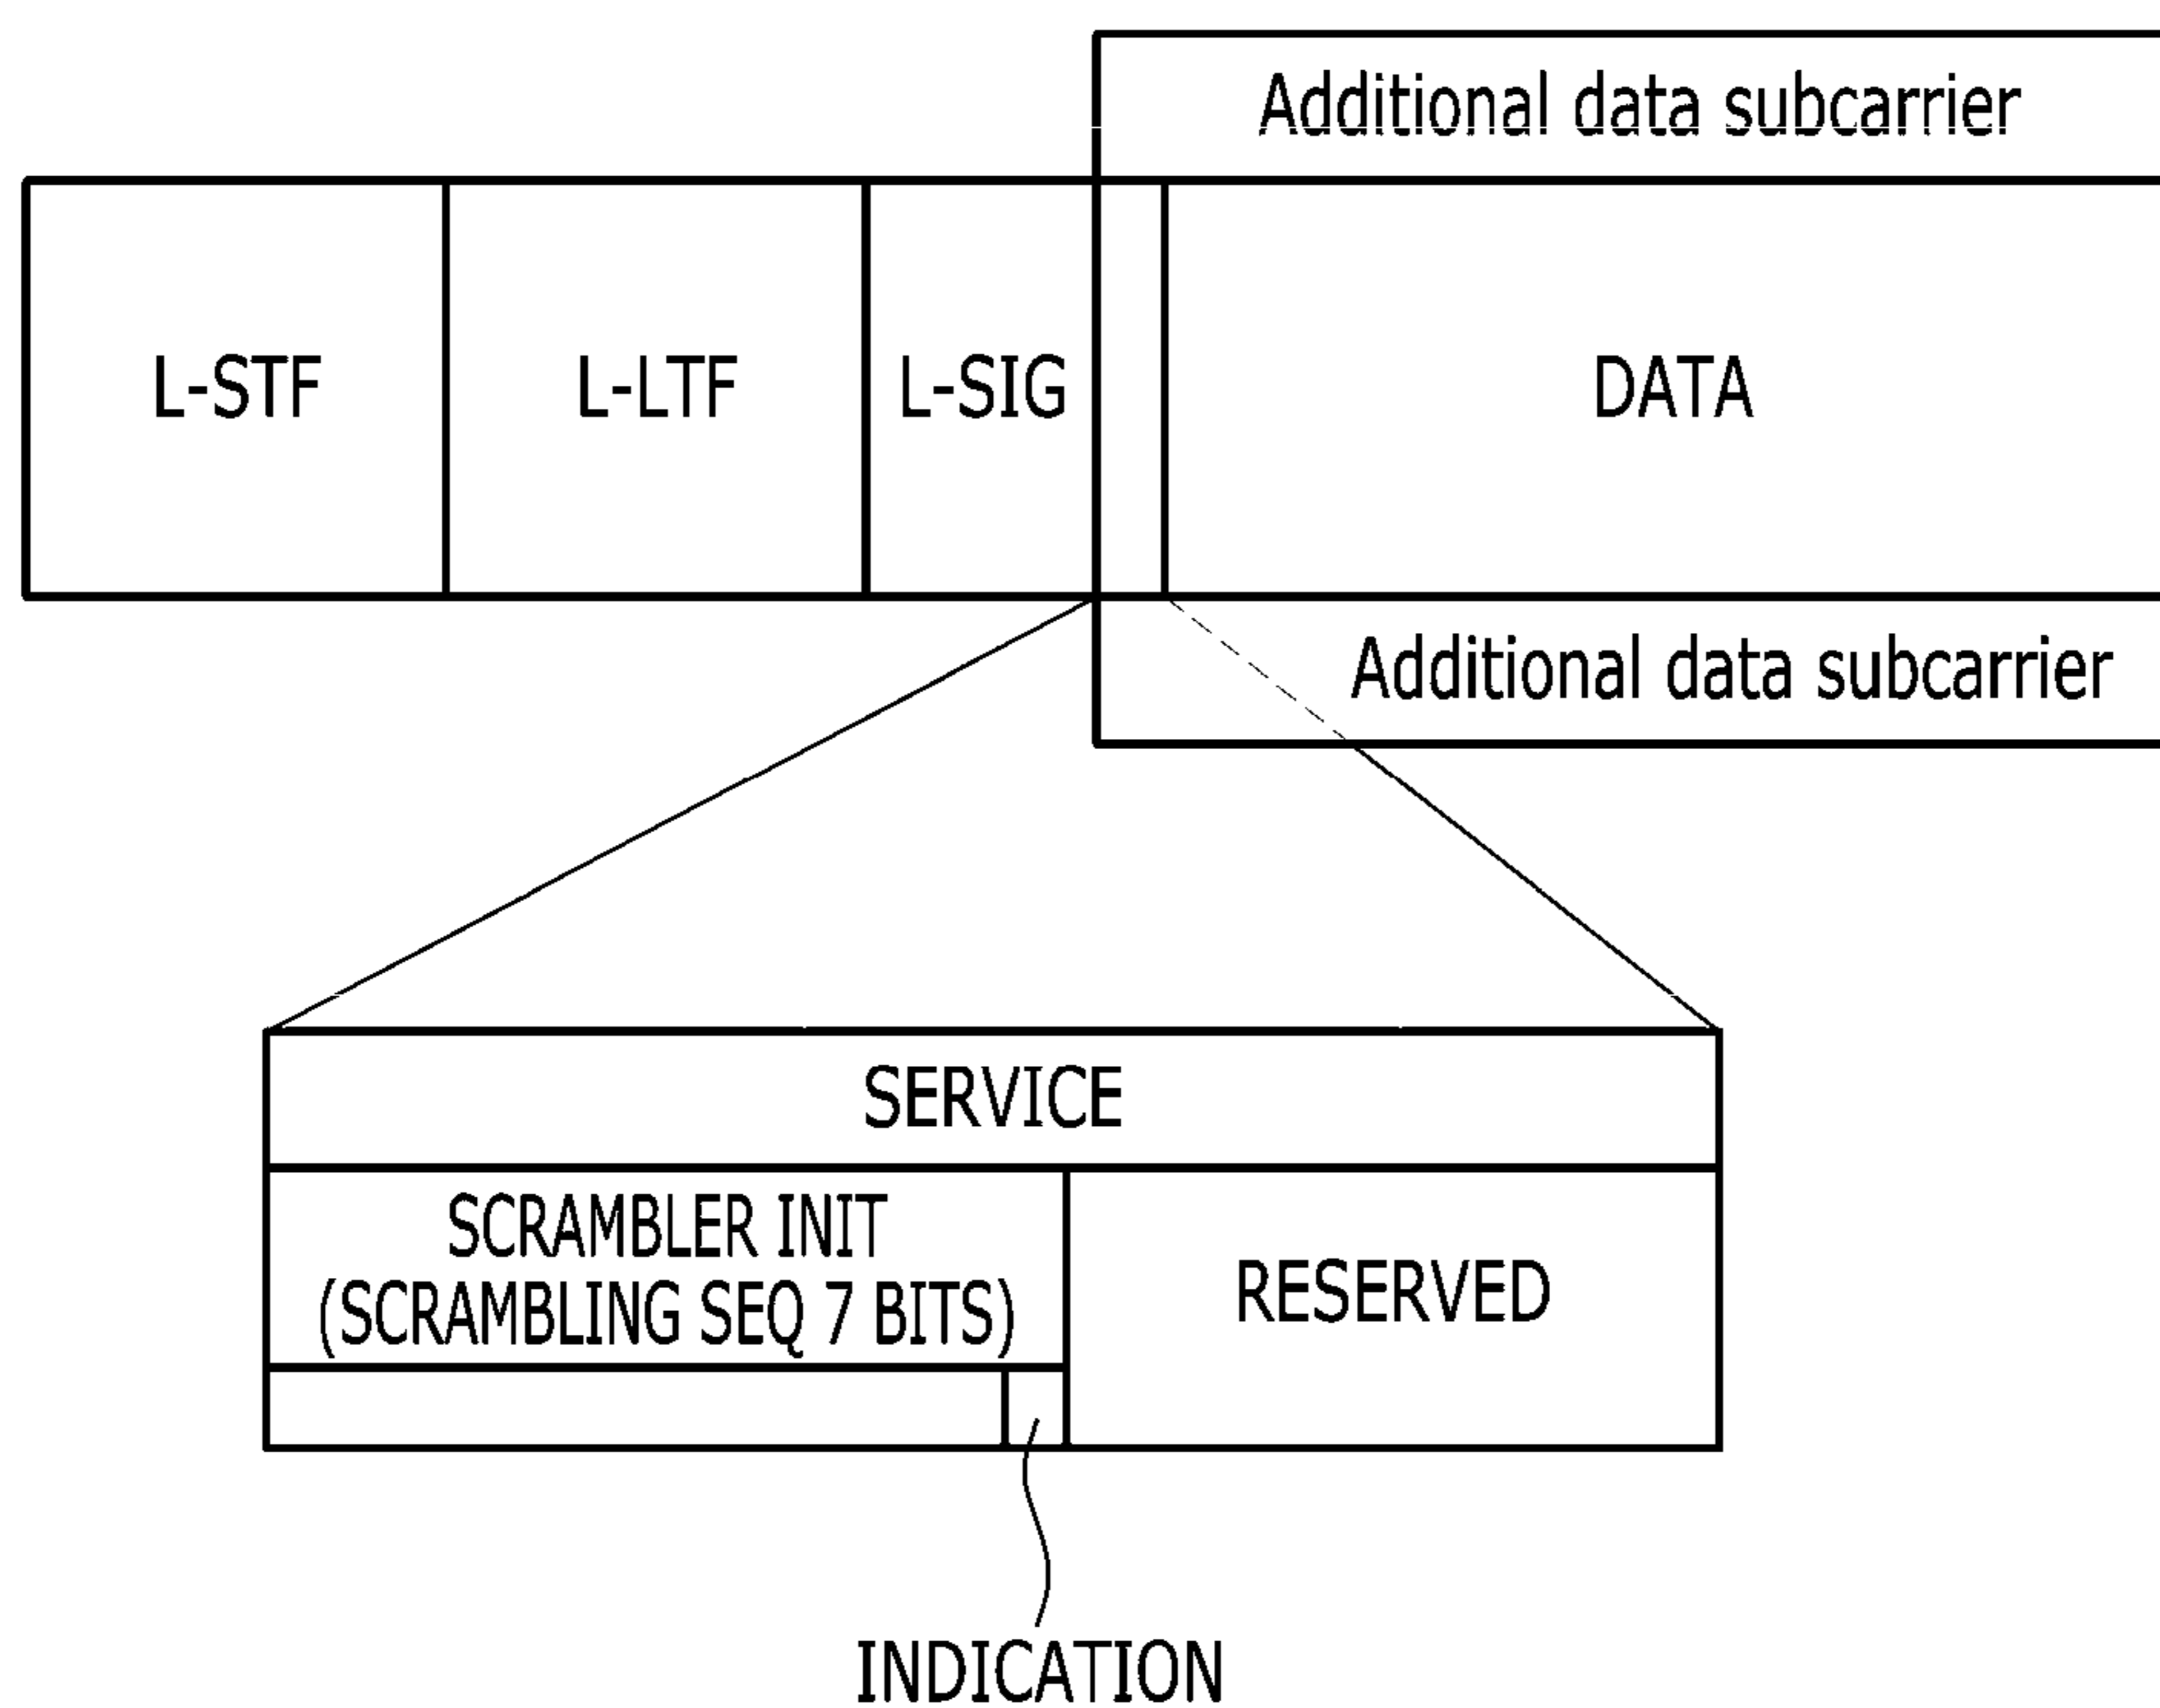 Additional data subcarrier
L-STF
L-LTF
L-SIG
DATA
Additional data subcarrier
SERVICE
SCRAMBLER INIT
(SCRAMBLING SEQ 7 BITS)
RESERVED
INDICATION